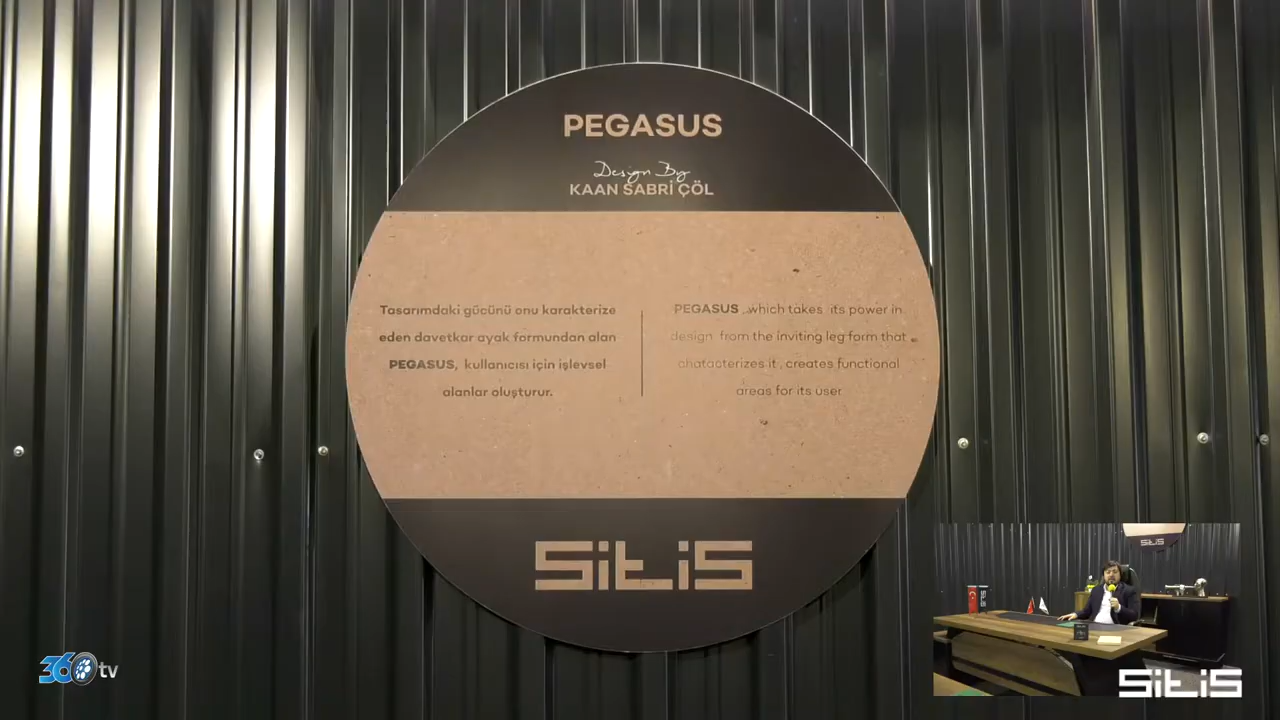 PEGASUS
Design By
KAAN SABRİ ÇÖL
Tasarımdaki gücünü onu karakterize
eden davetkar ayak formundan alan
PEGASUS, kullanıcısı için işlevsel
alanlar oluşturur.
PEGASUS , which takes its power in
design from the inviting leg form that
chatacterizes it , creates functional
areas for its user
SitiS
SitiS
360tv
SitiS